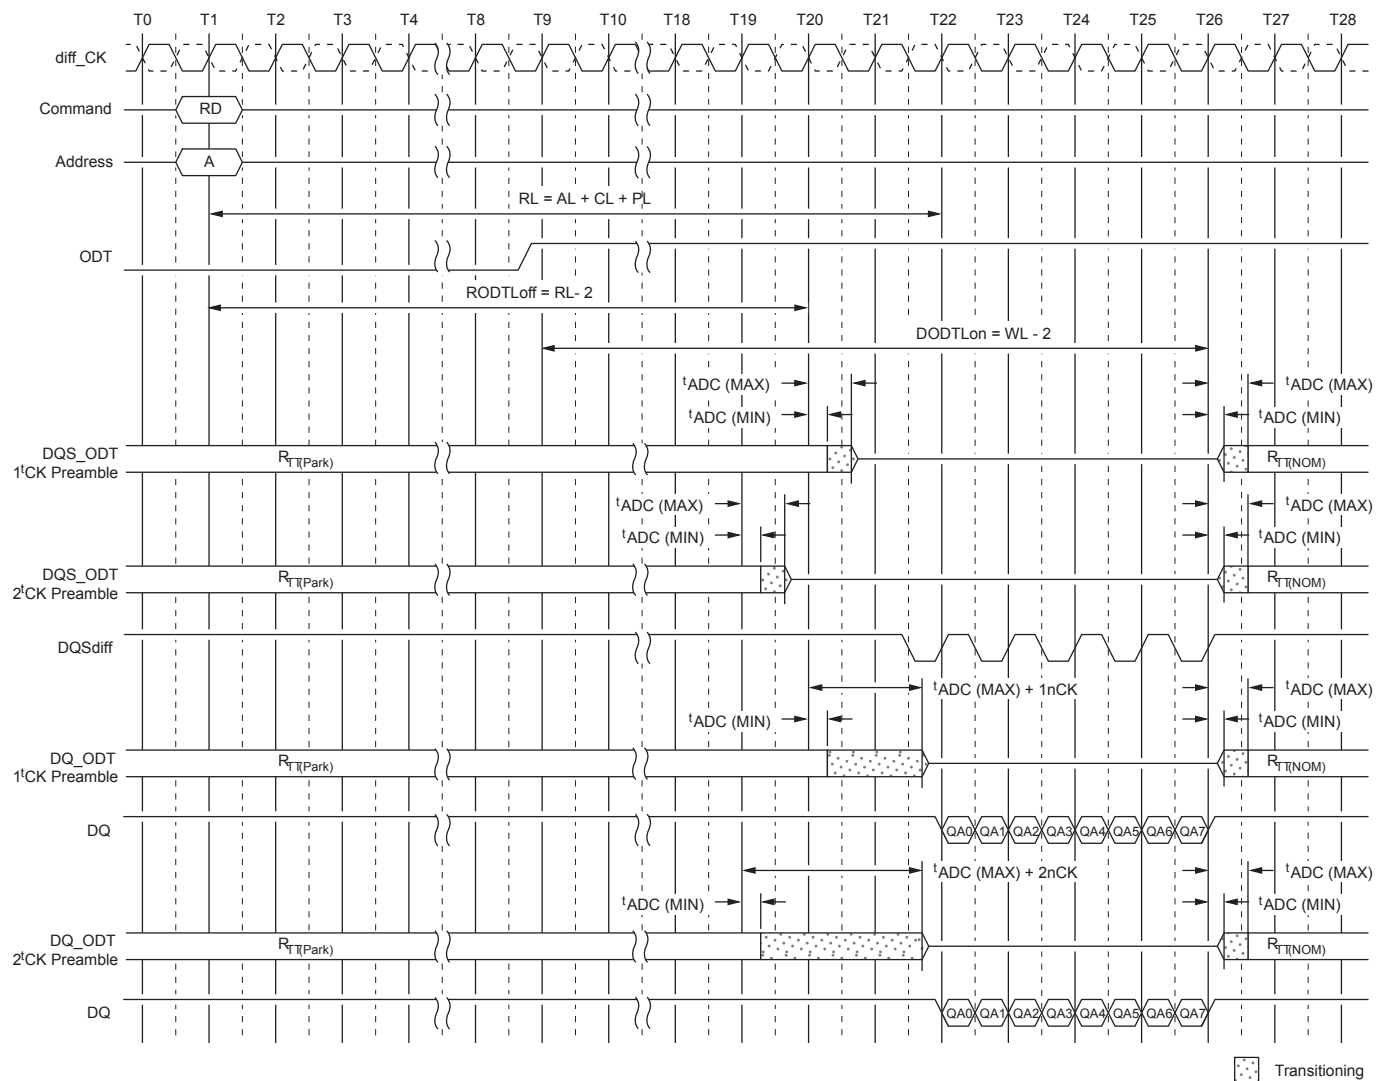 T0 T1 T2 T3 T4 T8 T9 T10 T18 T19 T20 T21 T22 T23 T24 T25 T26 T27 T28
diff_CK
Command RD
Address A
RL = AL + CL + PL
ODT
RODTLoff = RL- 2
DODTLon = WL - 2
tADC (MAX) tADC (MAX)
tADC (MIN) tADC (MIN)
DQS_ODT
1tCK Preamble RTT(Park) RTT(NOM)
tADC (MAX) tADC (MAX)
tADC (MIN) tADC (MIN)
DQS_ODT
2tCK Preamble RTT(Park) RTT(NOM)
DQSdiff
tADC (MAX) + 1nCK tADC (MAX)
tADC (MIN) tADC (MIN)
DQ_ODT
1tCK Preamble RTT(Park) RTT(NOM)
DQ QA0 QA1 QA2 QA3 QA4 QA5 QA6 QA7
tADC (MAX) + 2nCK tADC (MAX)
tADC (MIN) tADC (MIN)
DQ_ODT
2tCK Preamble RTT(Park) RTT(NOM)
DQ QA0 QA1 QA2 QA3 QA4 QA5 QA6 QA7
Transitioning